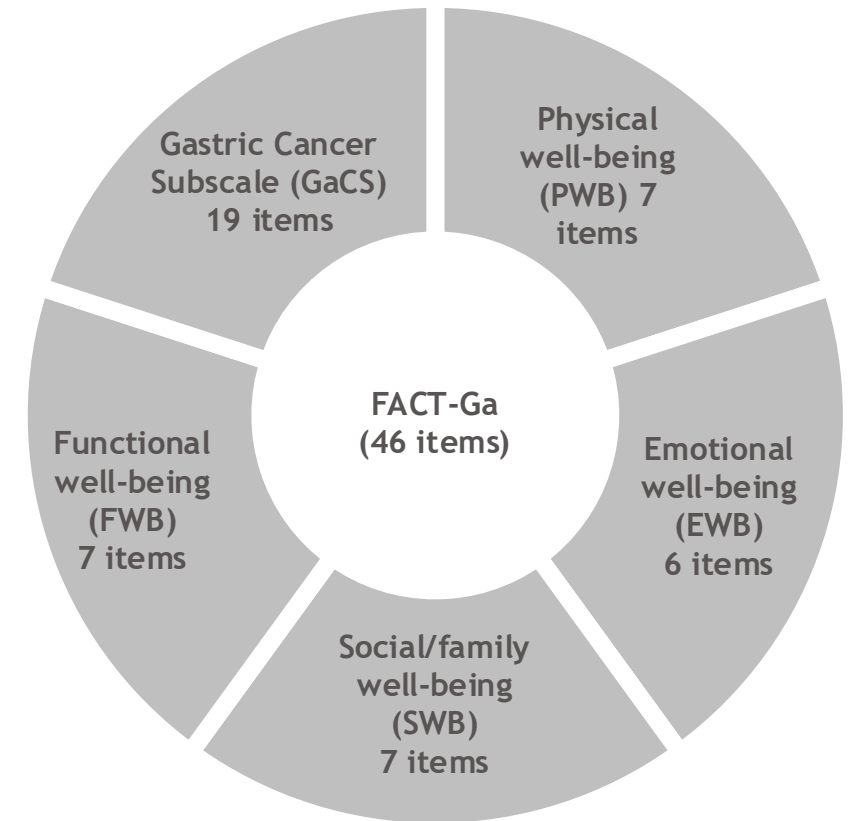 Gastric Cancer
Subscale (GaCS)
19 items
Physical
well-being
(PWB) 7
items
FACT-Ga
(46 items)
Functional
well-being
(FWB)
7 items
Emotional
well-being
(EWB)
6 items
Social/family
well-being
(SWB)
7 items